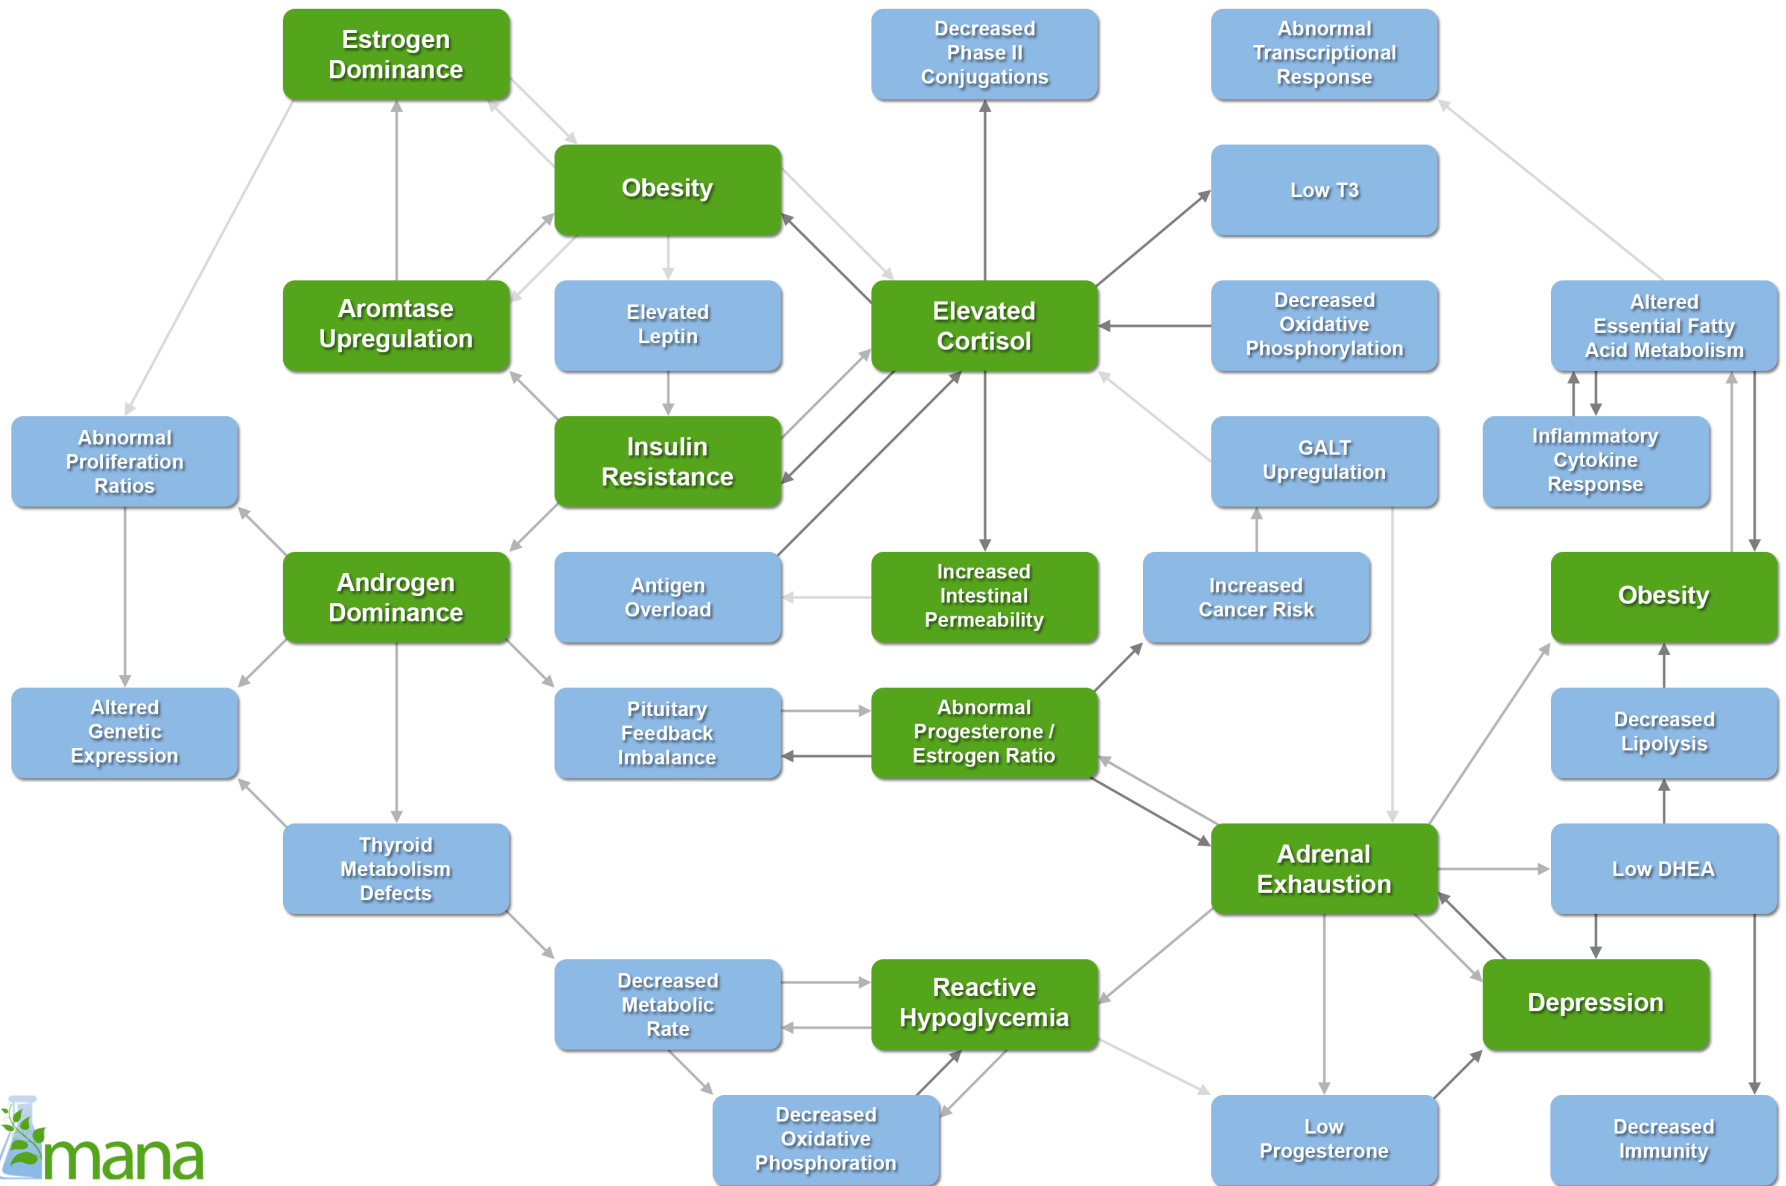 Estrogen
Dominance
Decreased
Phase II
Conjugations
Abnormal
Transcriptional
Response
Obesity
Low T3
Aromtase
Upregulation
Elevated
Leptin
Elevated
Cortisol
Decreased
Oxidative
Phosphorylation
Altered
Essential Fatty
Acid Metabolism
Abnormal
Proliferation
Ratios
Insulin
Resistance
GALT
Upregulation
Inflammatory
Cytokine
Response
Androgen
Dominance
Antigen
Overload
Increased
Intestinal
Permeability
Increased
Cancer Risk
Obesity
Altered
Genetic
Expression
Pituitary
Feedback
Imbalance
Abnormal
Progesterone /
Estrogen Ratio
Decreased
Lipolysis
Thyroid
Metabolism
Defects
Adrenal
Exhaustion
Low DHEA
Decreased
Metabolic
Rate
Reactive
Hypoglycemia
Depression
Decreased
Oxidative
Phosphoration
Low
Progesterone
Decreased
Immunity
mana